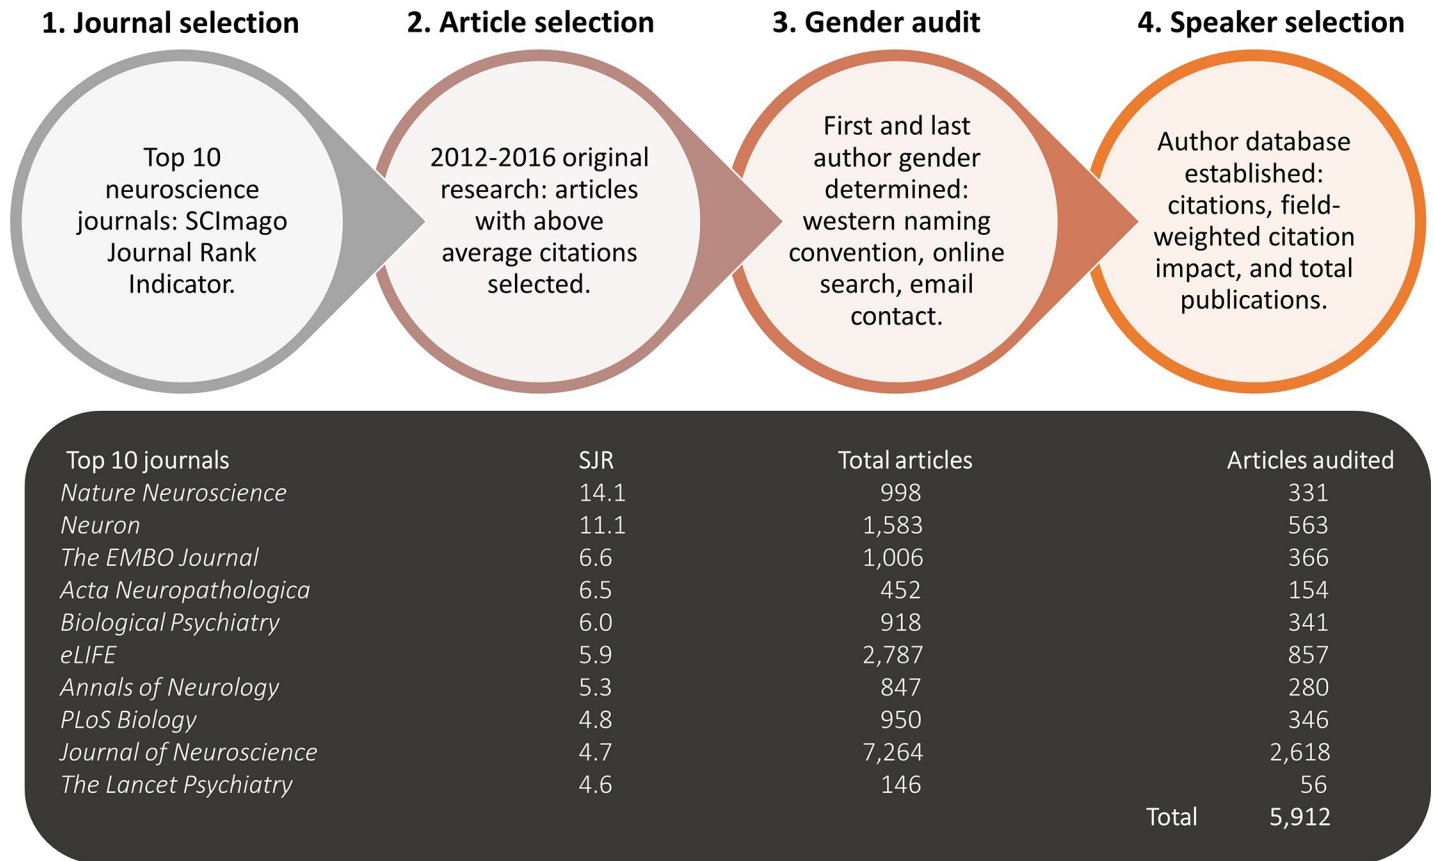 1. Journal selection
2. Article selection
3. Gender audit
4. Speaker selection
Top 10
neuroscience
journals: SCImago
Journal Rank
Indicator.
2012-2016 original
research: articles
with above
average citations
selected.
First and last
author gender
determined:
western naming
convention, online
search, email
contact.
Author database
established:
citations, field-
weighted citation
impact, and total
publications.
Top 10 journals SJR Total articles Articles audited
Nature Neuroscience 14.1 998 331
Neuron 11.1 1,583 563
The EMBO Journal 6.6 1,006 366
Acta Neuropathologica 6.5 452 154
Biological Psychiatry 6.0 918 341
eLIFE 5.9 2,787 857
Annals of Neurology 5.3 847 280
PLoS Biology 4.8 950 346
Journal of Neuroscience 4.7 7,264 2,618
The Lancet Psychiatry 4.6 146 56
Total 5,912